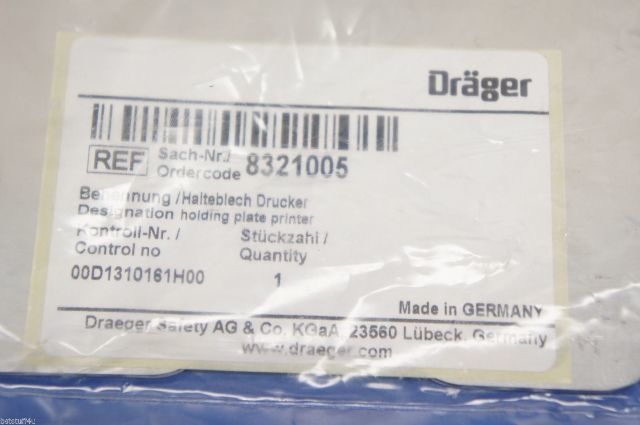 Dräger
REF Sach-Nr./ Ordercode 8321005
Benennung /Halteblech Drucker
Designation holding plate printer
Kontroll-Nr. / Stückzahl /
Control no Quantity
00D1310161H00 1
Made in GERMANY
Draeger Safety AG & Co. KGaA, 23560 Lübeck, Germany
www.draeger.com
batstuff4u